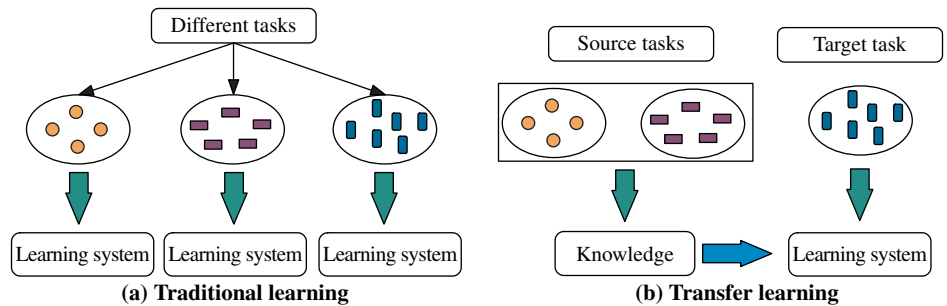 Different tasks
Learning system
Learning system
Learning system
(a) Traditional learning
Source tasks
Target task
Knowledge
Learning system
(b) Transfer learning